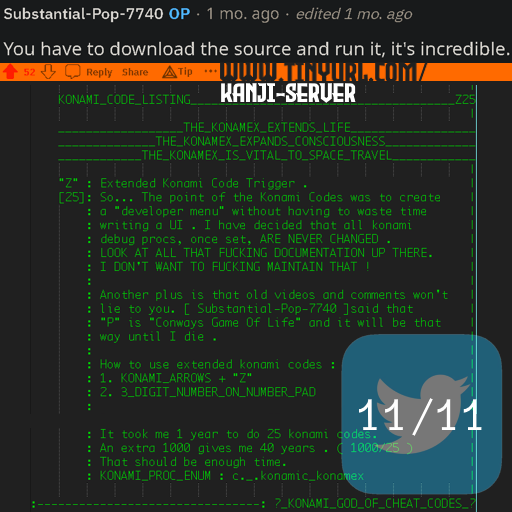 Substantial-Pop-7740 OP · 1 mo. ago · edited 1 mo. ago
You have to download the source and run it, it's incredible.
52 Reply Share Tip ···
WWW.TINYURL.COM/
KANJI-SERVER
KONAMI_CODE_LISTING______________________________________Z25
__________________THE_KONAMEX_EXTENDS_LIFE__________________
______________THE_KONAMEX_EXPANDS_CONSCIOUSNESS_____________
____________THE_KONAMEX_IS_VITAL_TO_SPACE_TRAVEL____________
"Z" : Extended Konami Code Trigger .
[25]: So... The point of the Konami Codes was to create
: a "developer menu" without having to waste time
: writing a UI . I have decided that all konami
: debug procs, once set, ARE NEVER CHANGED .
: LOOK AT ALL THAT FUCKING DOCUMENTATION UP THERE.
: I DON'T WANT TO FUCKING MAINTAIN THAT !
:
: Another plus is that old videos and comments won't
: lie to you. [ Substantial-Pop-7740 ]said that
: "P" is "Conways Game Of Life" and it will be that
: way until I die .
:
: How to use extended konami codes :
: 1. KONAMI_ARROWS + "Z"
: 2. 3_DIGIT_NUMBER_ON_NUMBER_PAD
:
: It took me 1 year to do 25 konami codes.
: An extra 1000 gives me 40 years . ( 1000/25 )
: That should be enough time.
: KONAMI_PROC_ENUM : c._.konamic_konamex
:--------------------------------: ?_KONAMI_GOD_OF_CHEAT_CODES_?
11/11